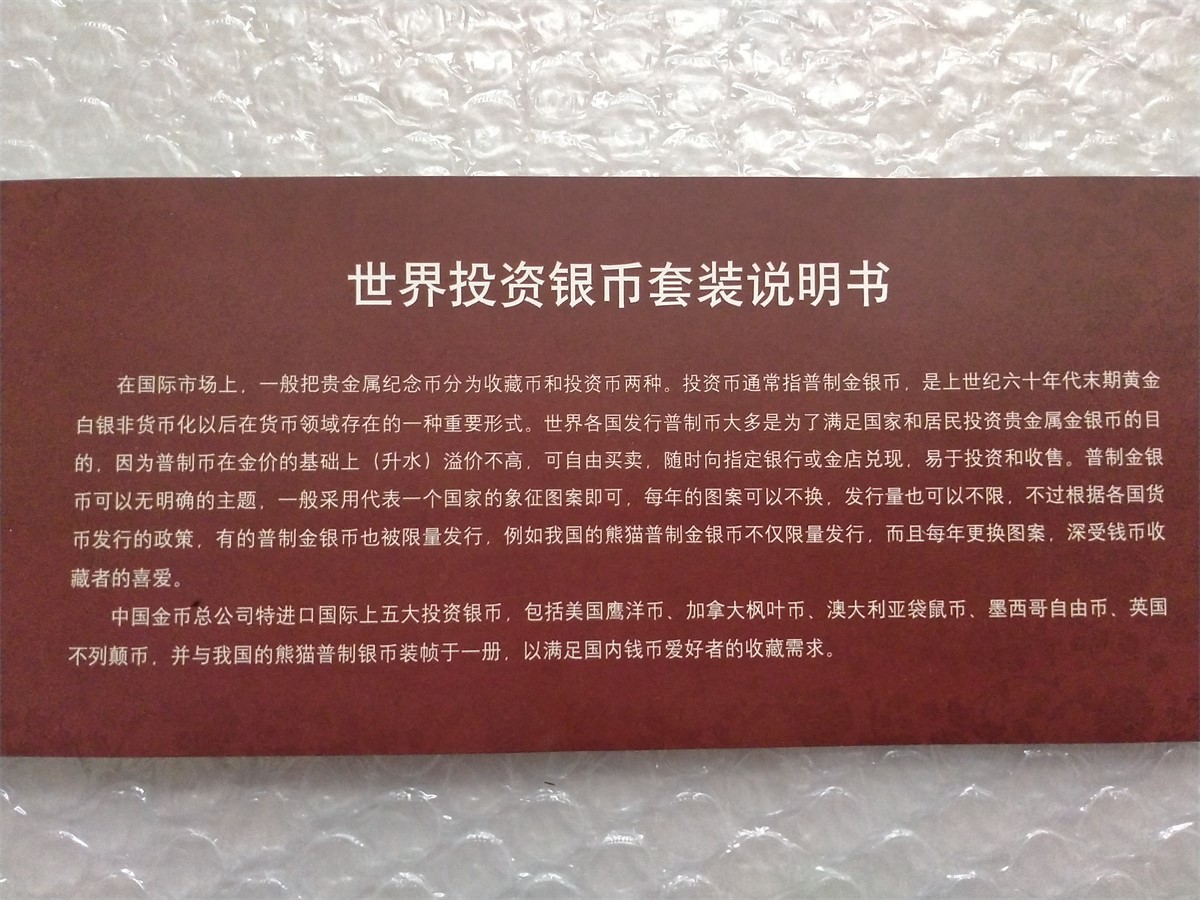 世界投资银币套装说明书
在国际市场上，一般把贵金属纪念币分为收藏币和投资币两种。投资币通常指普制金银币，是上世纪六十年代末期黄金
白银非货币化以后在货币领域存在的一种重要形式。世界各国发行普制币大多是为了满足国家和居民投资贵金属金银币的目
的，因为普制币在金价的基础上（升水）溢价不高，可自由买卖，随时向指定银行或金店兑现，易于投资和收售。普制金银
币可以无明确的主题，一般采用代表一个国家的象征图案即可，每年的图案可以不换，发行量也可以不限，不过根据各国货
币发行的政策，有的普制金银币也被限量发行，例如我国的熊猫普制金银币不仅限量发行，而且每年更换图案，深受钱币收
藏者的喜爱。
中国金币总公司特进口国际上五大投资银币，包括美国鹰洋币、加拿大枫叶币、澳大利亚袋鼠币、墨西哥自由币、英国
不列颠币，并与我国的熊猫普制银币装帧于一册，以满足国内钱币爱好者的收藏需求。